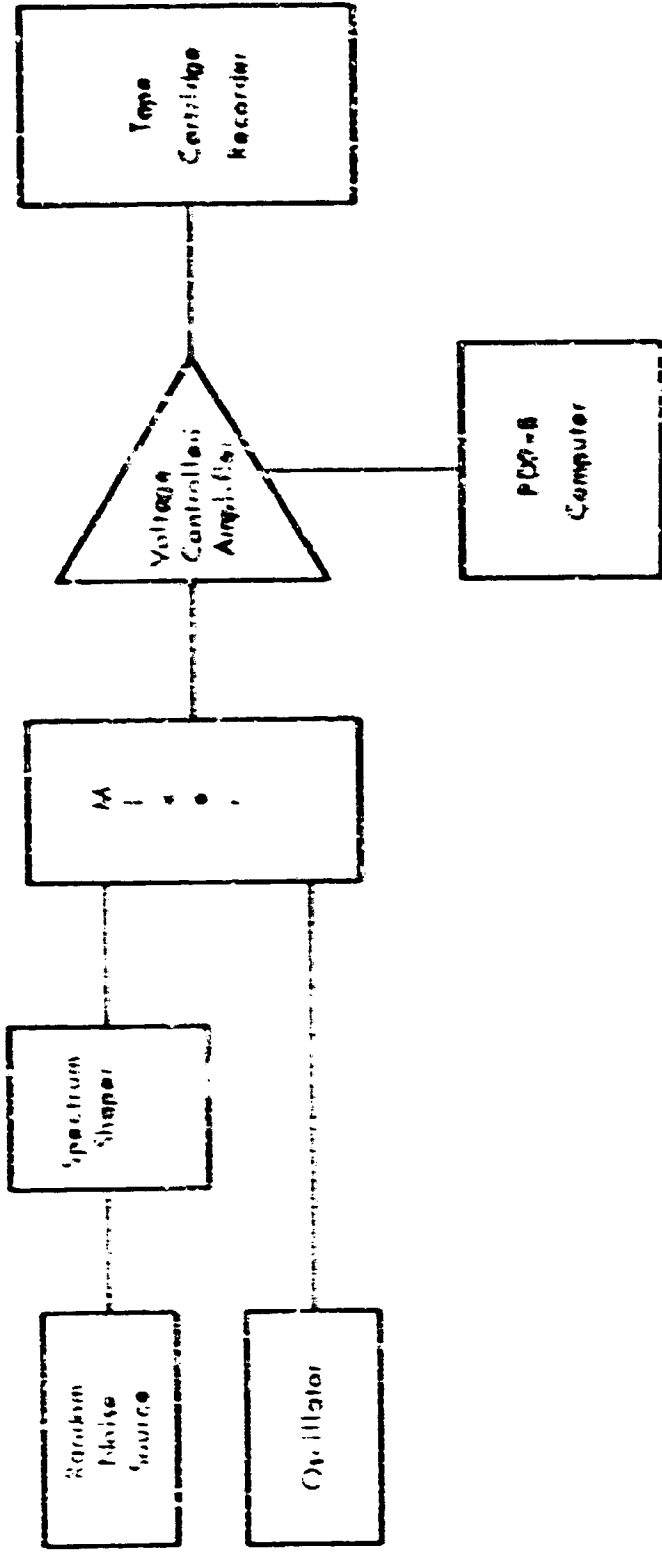 Random
Noise
Source
Oscillator
Spectrum
Shaper
M
i
x
e
r
Voltage
Controlled
Amplifier
PDP-8
Computer
Tape
Cartridge
Recorder